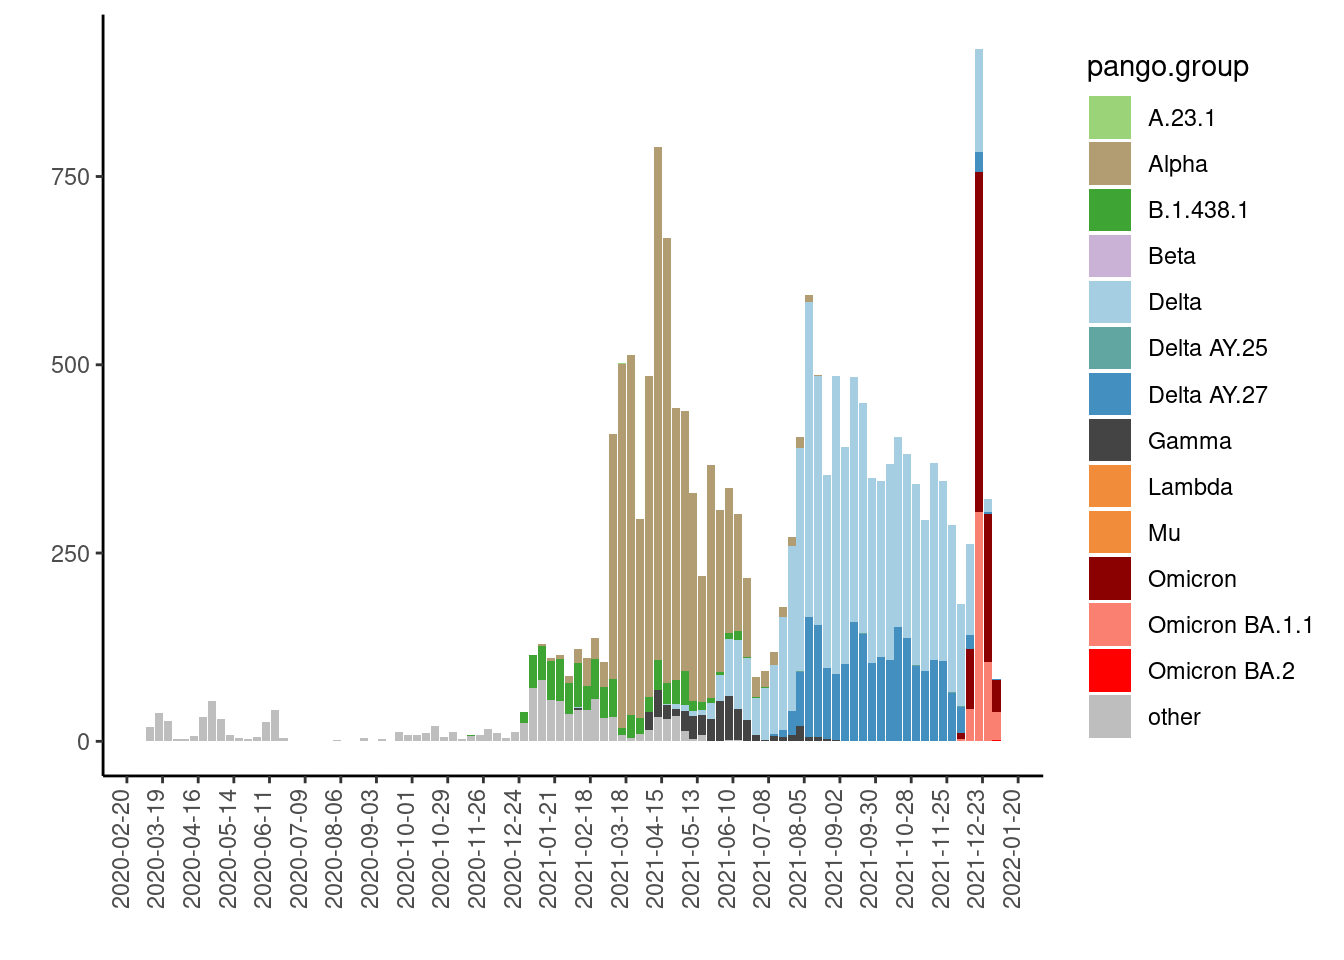 750
500
250
0
2020-02-20
2020-03-19
2020-04-16
2020-05-14
2020-06-11
2020-07-09
2020-08-06
2020-09-03
2020-10-01
2020-10-29
2020-11-26
2020-12-24
2021-01-21
2021-02-18
2021-03-18
2021-04-15
2021-05-13
2021-06-10
2021-07-08
2021-08-05
2021-09-02
2021-09-30
2021-10-28
2021-11-25
2021-12-23
2022-01-20
pango.group
A.23.1
Alpha
B.1.438.1
Beta
Delta
Delta AY.25
Delta AY.27
Gamma
Lambda
Mu
Omicron
Omicron BA.1.1
Omicron BA.2
other